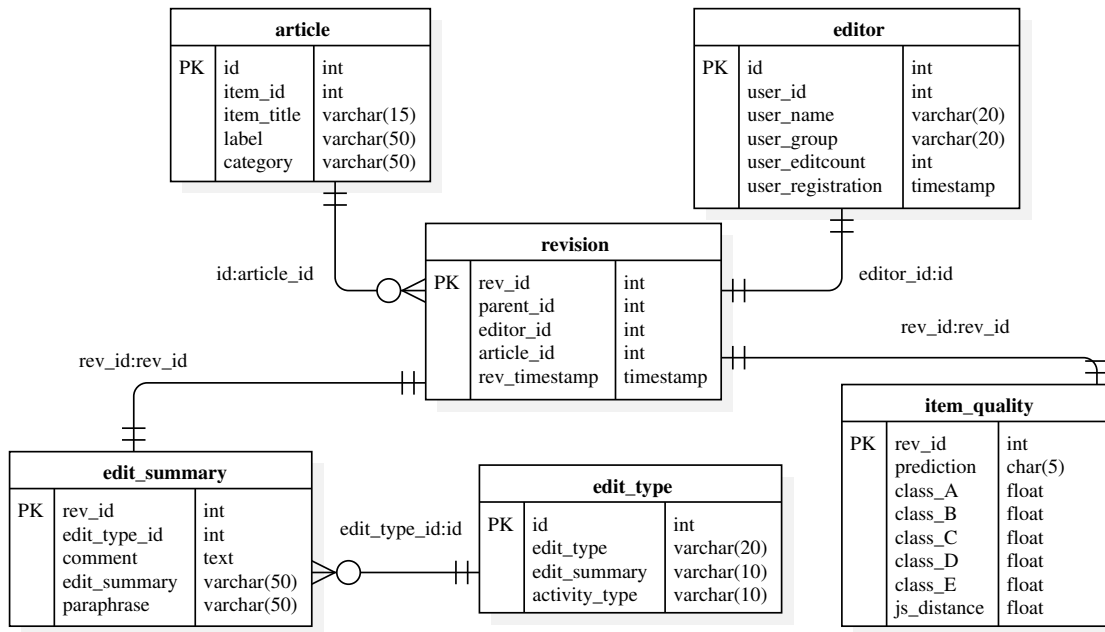 article
PK id int
item_id int
item_title varchar(15)
label varchar(50)
category varchar(50)
editor
PK id int
user_id int
user_name varchar(20)
user_group varchar(20)
user_editcount int
user_registration timestamp
id:article_id
revision
PK rev_id int
parent_id int
editor_id int
article_id int
rev_timestamp timestamp
editor_id:id
rev_id:rev_id
rev_id:rev_id
edit_summary
PK rev_id int
edit_type_id int
comment text
edit_summary varchar(50)
paraphrase varchar(50)
edit_type_id:id
edit_type
PK id int
edit_type varchar(20)
edit_summary varchar(10)
activity_type varchar(10)
item_quality
PK rev_id int
prediction char(5)
class_A float
class_B float
class_C float
class_D float
class_E float
js_distance float